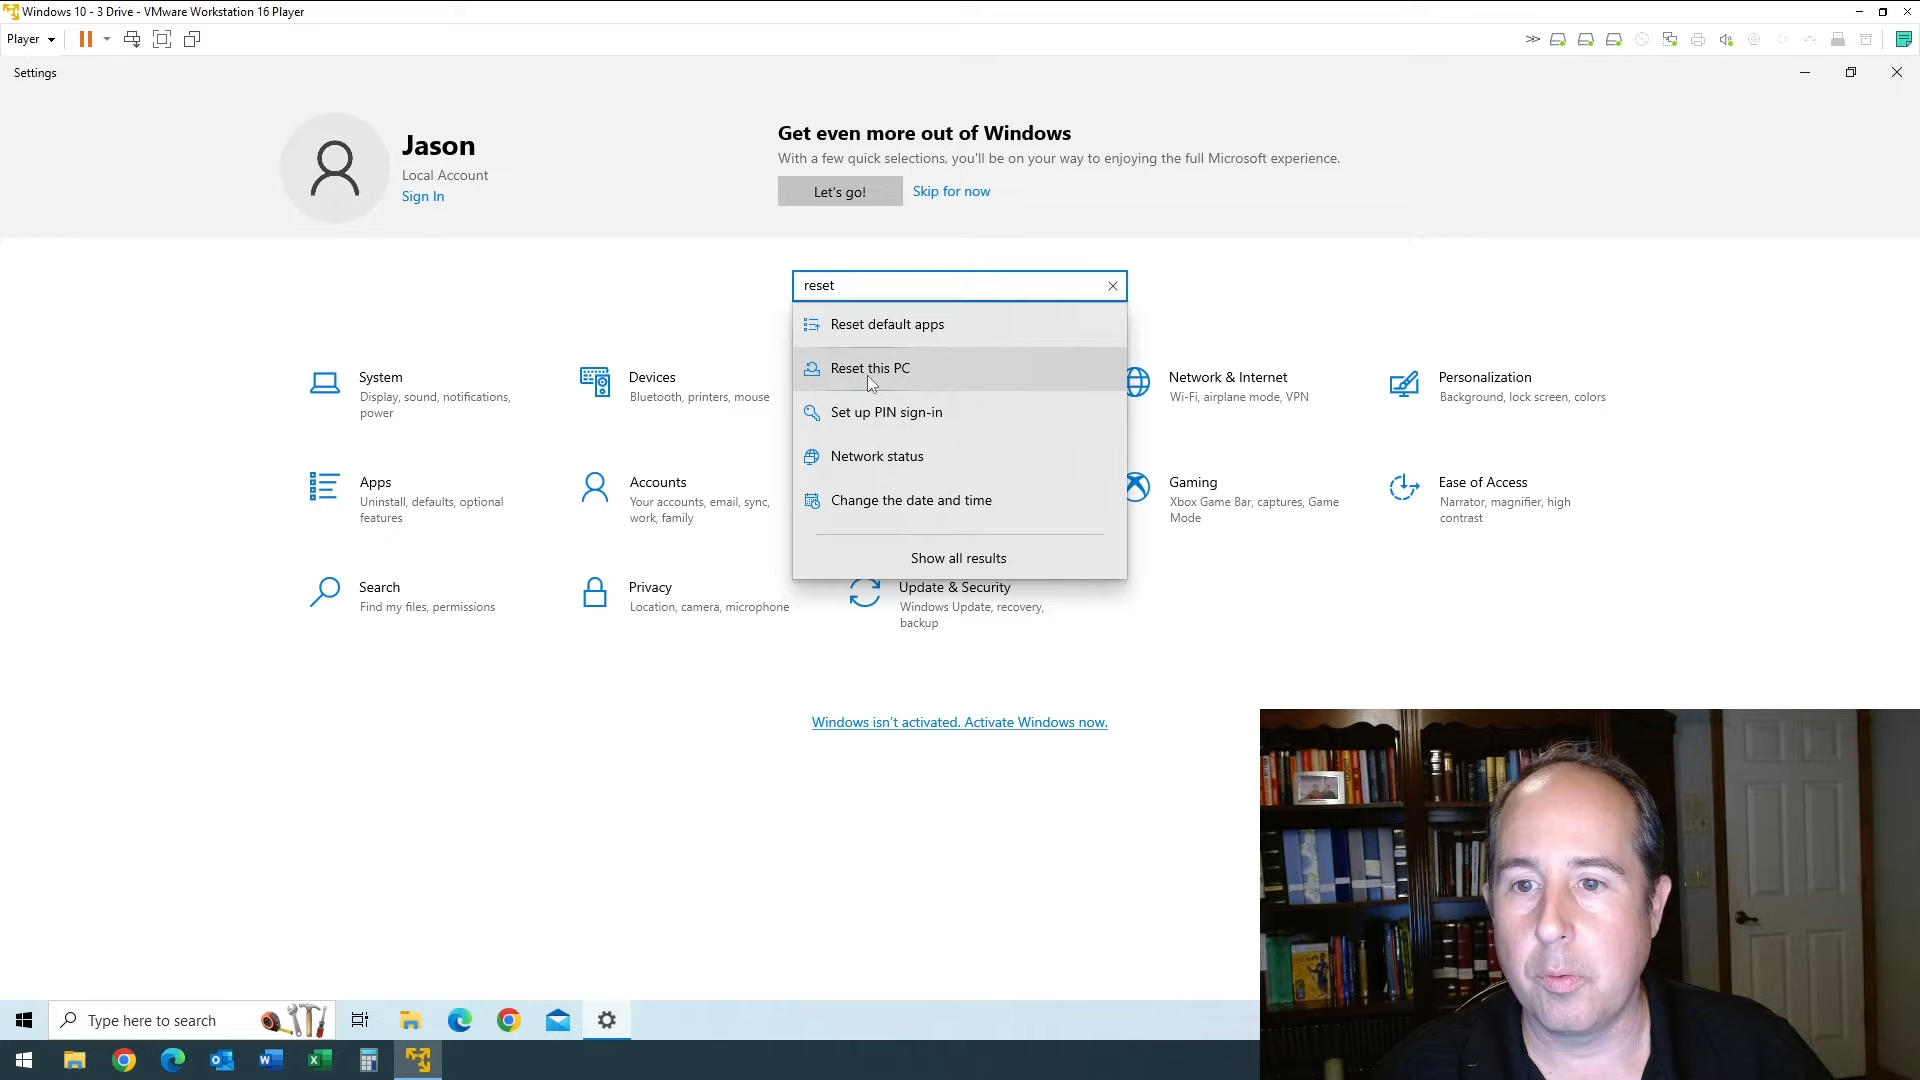 Windows 10 - 3 Drive - VMware Workstation 16 Player
Player
Settings
Jason
Local Account
Sign In
Get even more out of Windows
With a few quick selections, you'll be on your way to enjoying the full Microsoft experience.
Let's go!
Skip for now
reset
Reset default apps
Reset this PC
Set up PIN sign-in
Network status
Change the date and time
Show all results
System
Display, sound, notifications,
power
Devices
Bluetooth, printers, mouse
Network & Internet
Wi-Fi, airplane mode, VPN
Personalization
Background, lock screen, colors
Apps
Uninstall, defaults, optional
features
Accounts
Your accounts, email, sync,
work, family
Gaming
Xbox Game Bar, captures, Game
Mode
Ease of Access
Narrator, magnifier, high
contrast
Search
Find my files, permissions
Privacy
Location, camera, microphone
Update & Security
Windows Update, recovery,
backup
Windows isn't activated. Activate Windows now.
Type here to search